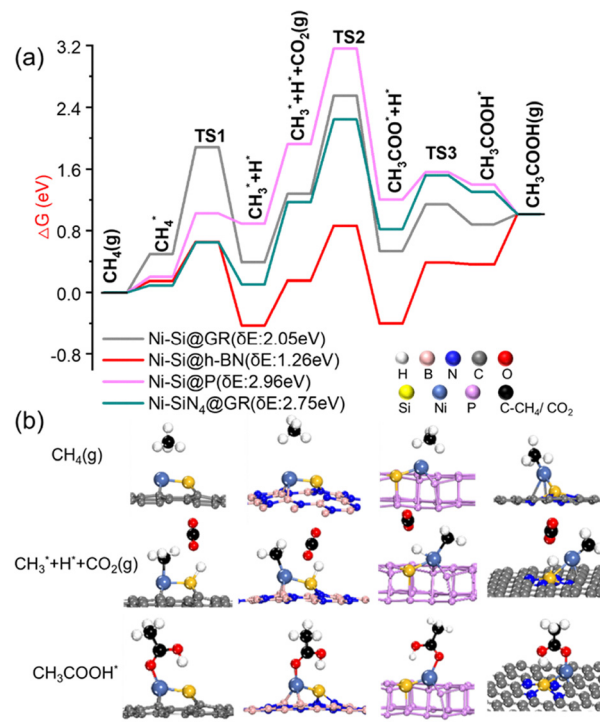 (a)
3.2
2.4
1.6
0.8
0.0
-0.8
ΔG (eV)
CH₄(g)
CH₄*
TS1
CH₃*+H*
CH₃*+H*+CO₂(g)
TS2
CH₃COO*+H*
TS3
CH₃COOH*
CH₃COOH(g)
Ni-Si@GR(δE:2.05eV)
Ni-Si@h-BN(δE:1.26eV)
Ni-Si@P(δE:2.96eV)
Ni-SiN₄@GR(δE:2.75eV)
H B N C O
Si Ni P C-CH₄/ CO₂
(b)
CH₄(g)
CH₃*+H*+CO₂(g)
CH₃COOH*